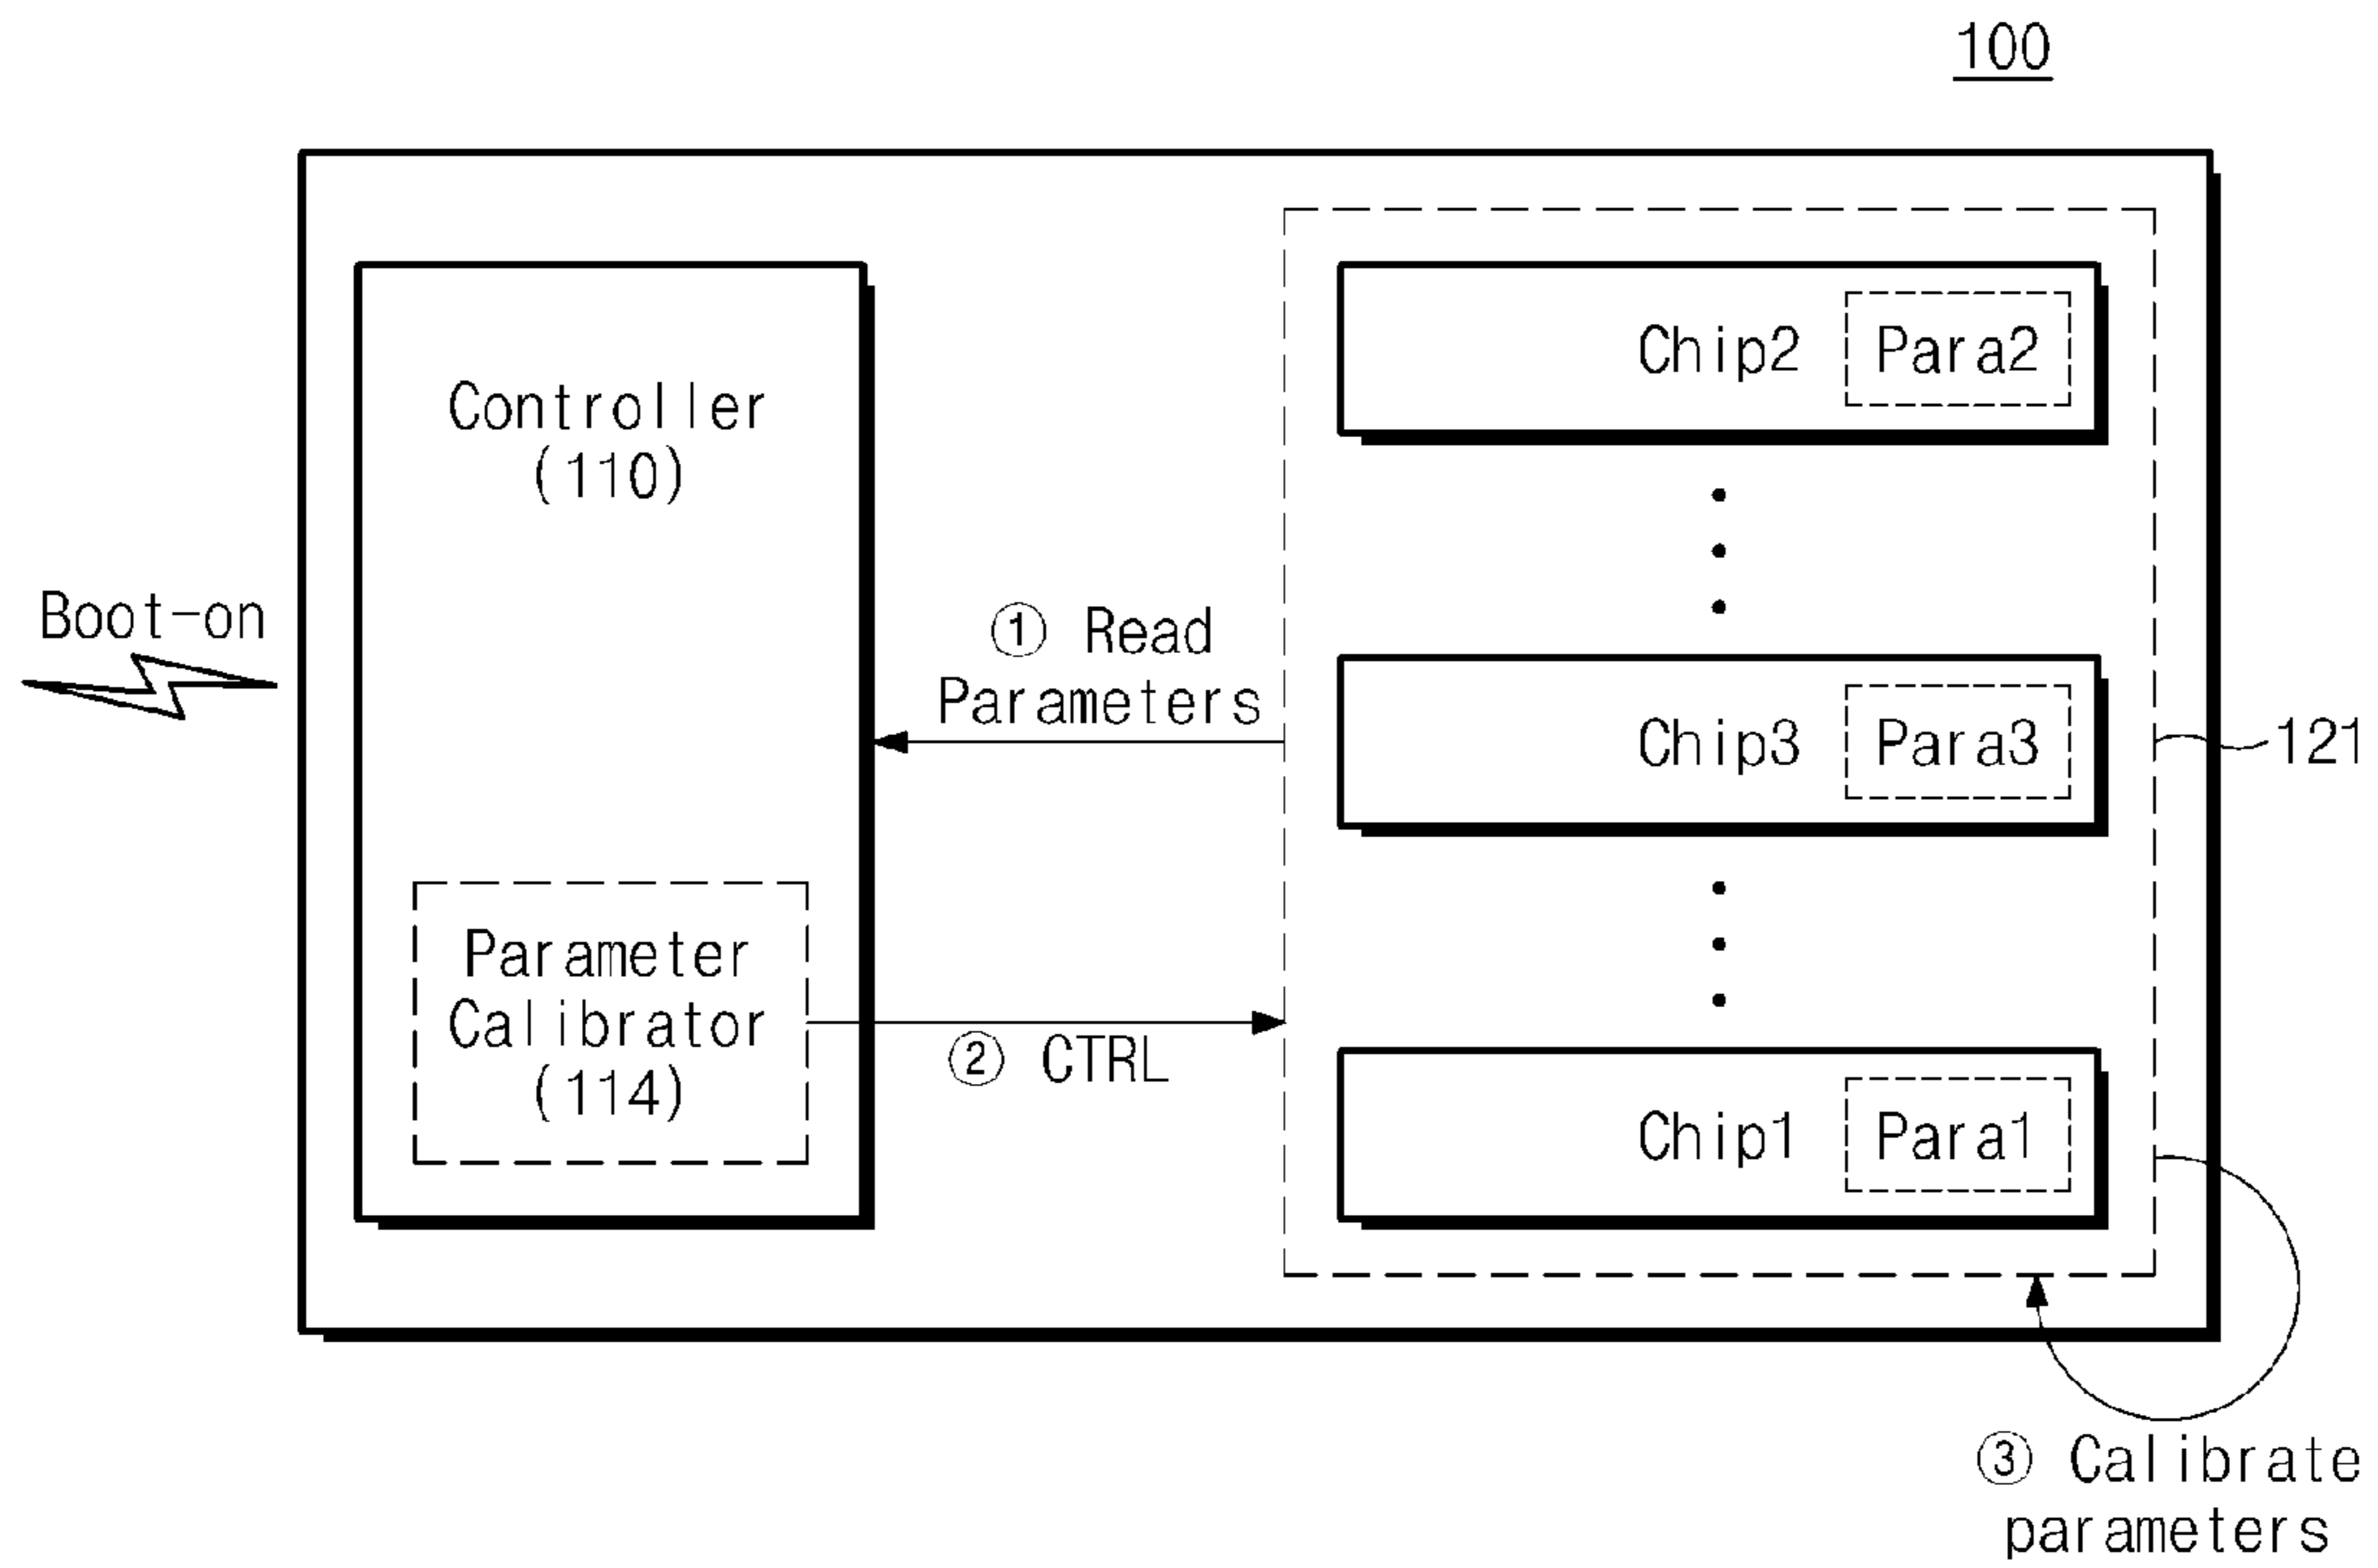 100
Chip2 Para2
Controller
(110)
Boot-on
① Read
Parameters
Chip3 Para3
121
Parameter
Calibrator
(114)
② CTRL
Chip1 Para1
③ Calibrate
parameters